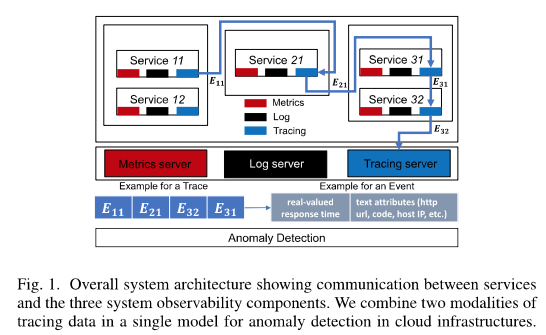 Service 11
Service 12
Service 21
Service 31
Service 32
E11
E21
E31
E32
Metrics
Log
Tracing
Metrics server
Log server
Tracing server
Example for a Trace
Example for an Event
E11 E21 E32 E31
real-valued
response time
text attributes (http
url, code, host IP, etc.)
Anomaly Detection
Fig. 1. Overall system architecture showing communication between services
and the three system observability components. We combine two modalities of
tracing data in a single model for anomaly detection in cloud infrastructures.